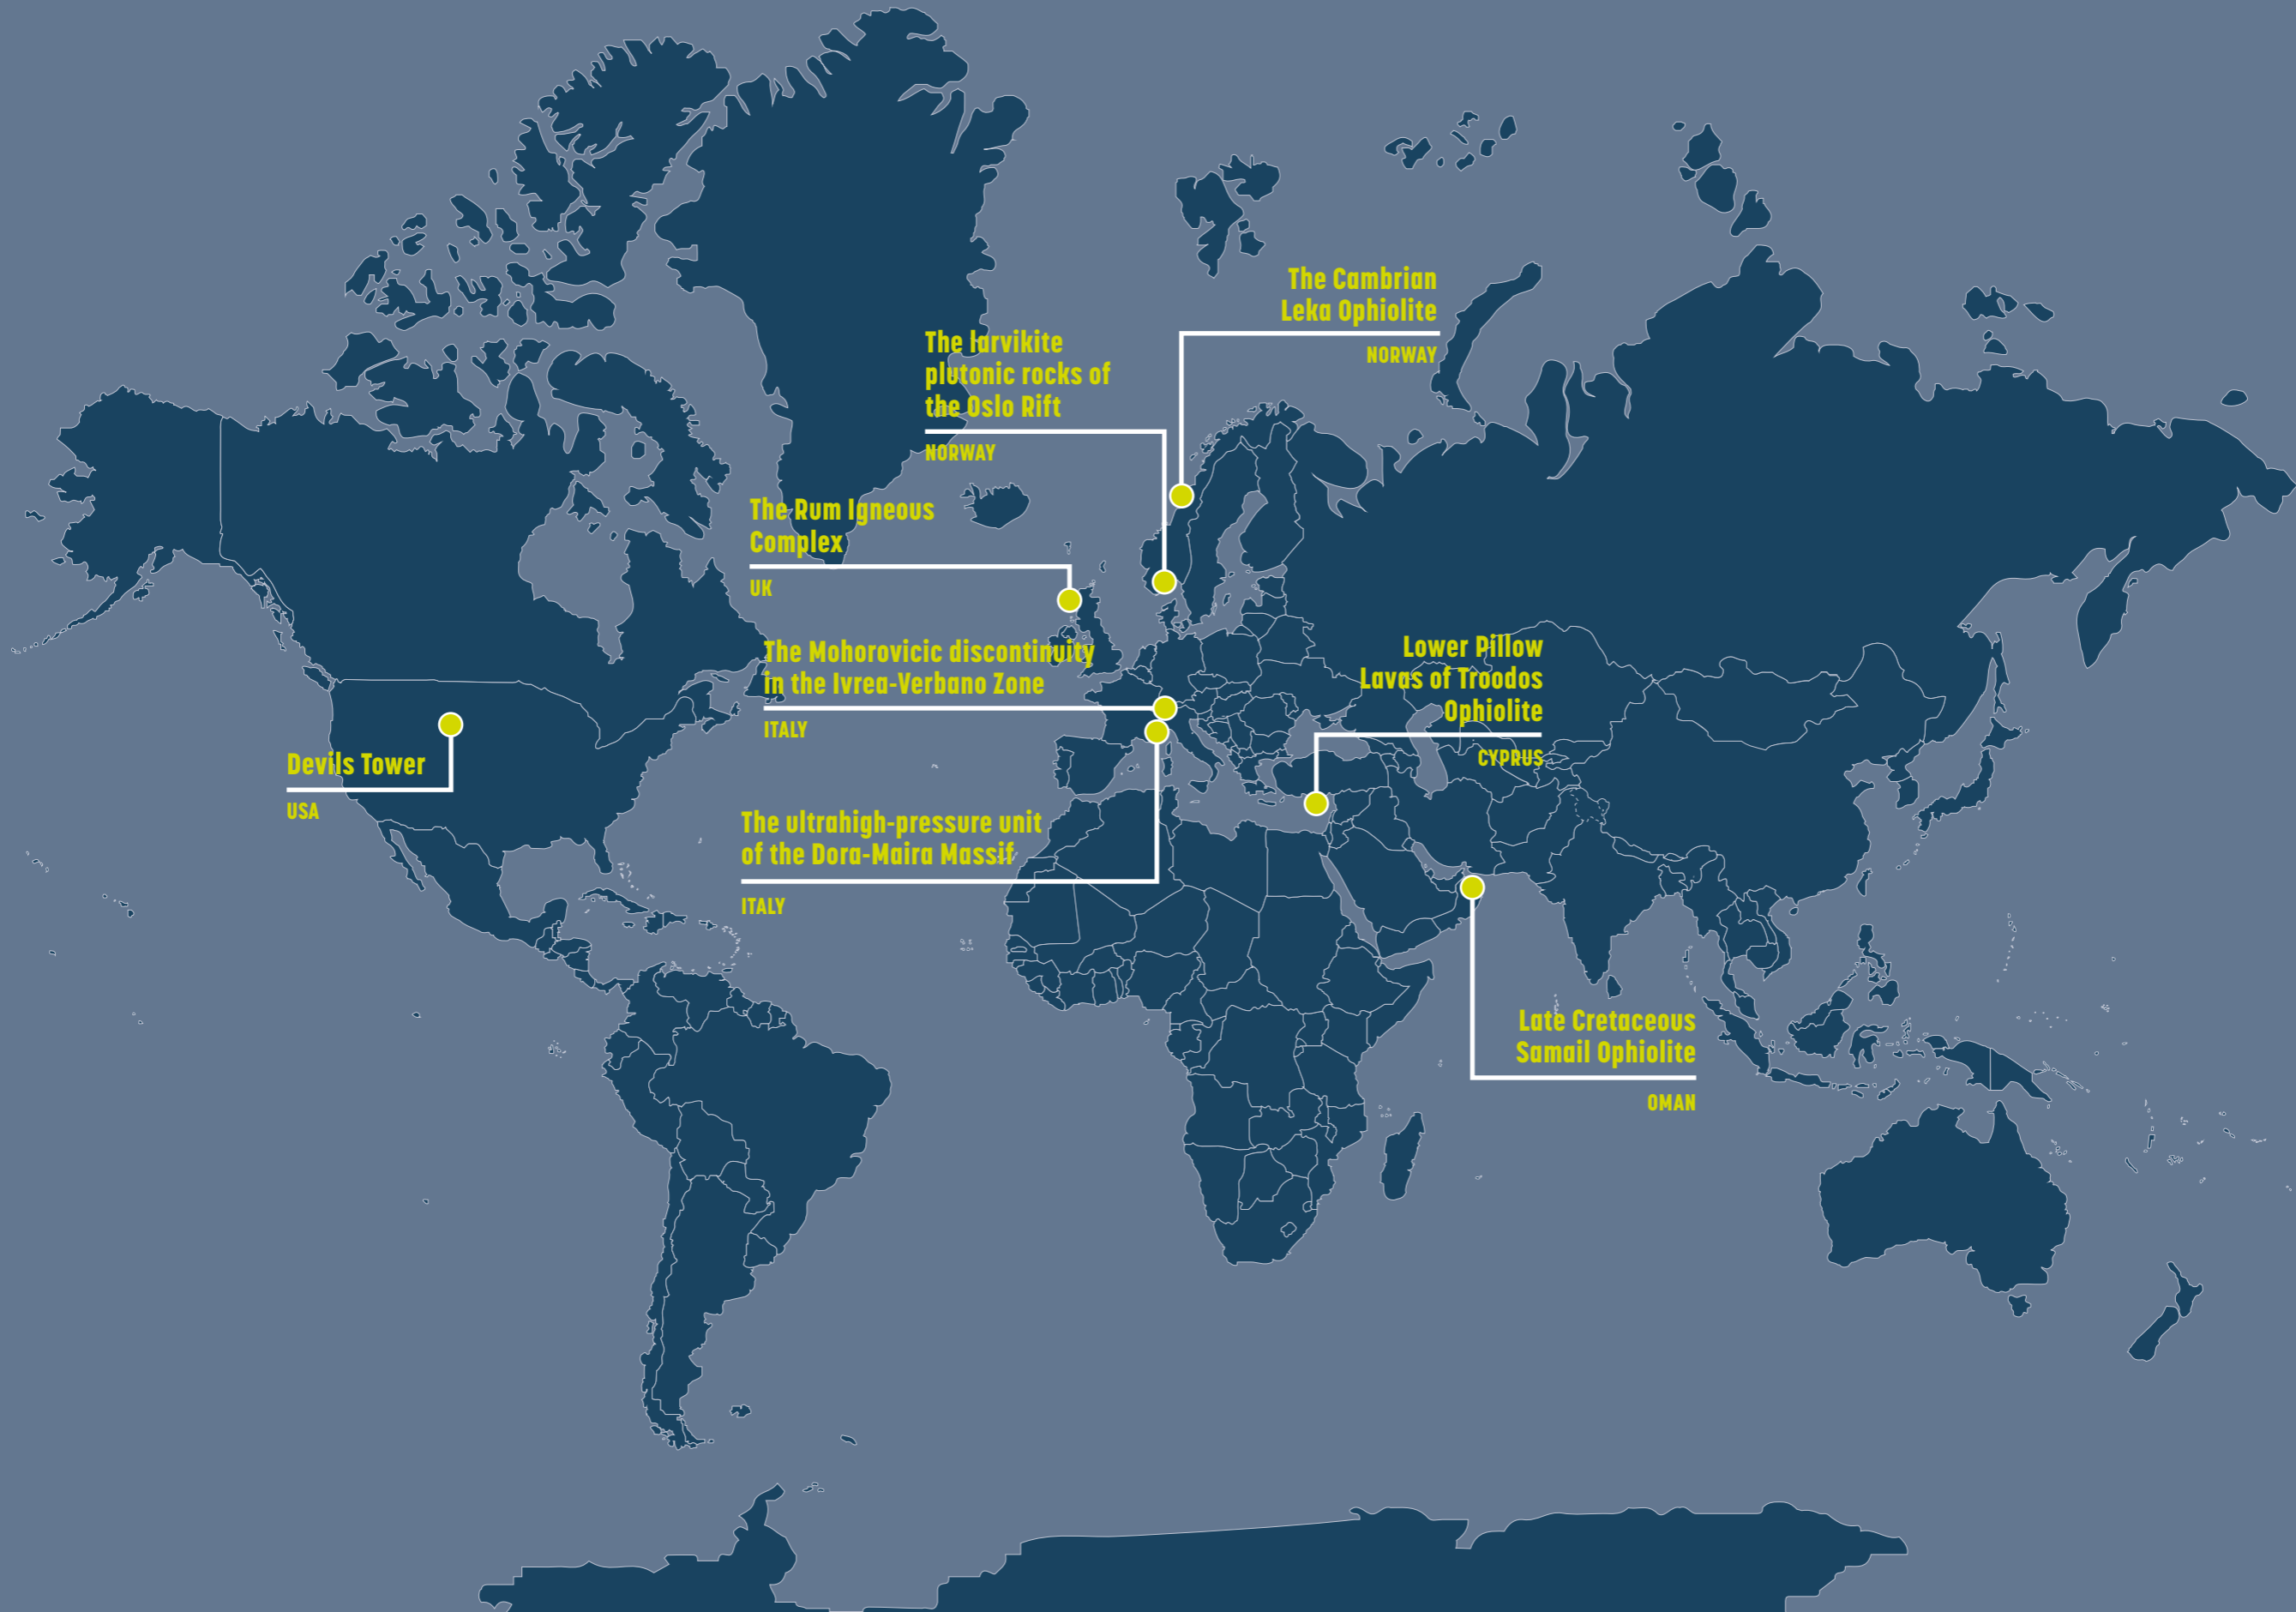 The Cambrian
Leka Ophiolite
NORWAY
The larvikite
plutonic rocks of
the Oslo Rift
NORWAY
The Rum Igneous
Complex
UK
The Mohorovicic discontinuity
in the Ivrea-Verbano Zone
ITALY
Lower Pillow
Lavas of Troodos
Ophiolite
CYPRUS
Devils Tower
USA
The ultrahigh-pressure unit
of the Dora-Maira Massif
ITALY
Late Cretaceous
Samail Ophiolite
OMAN